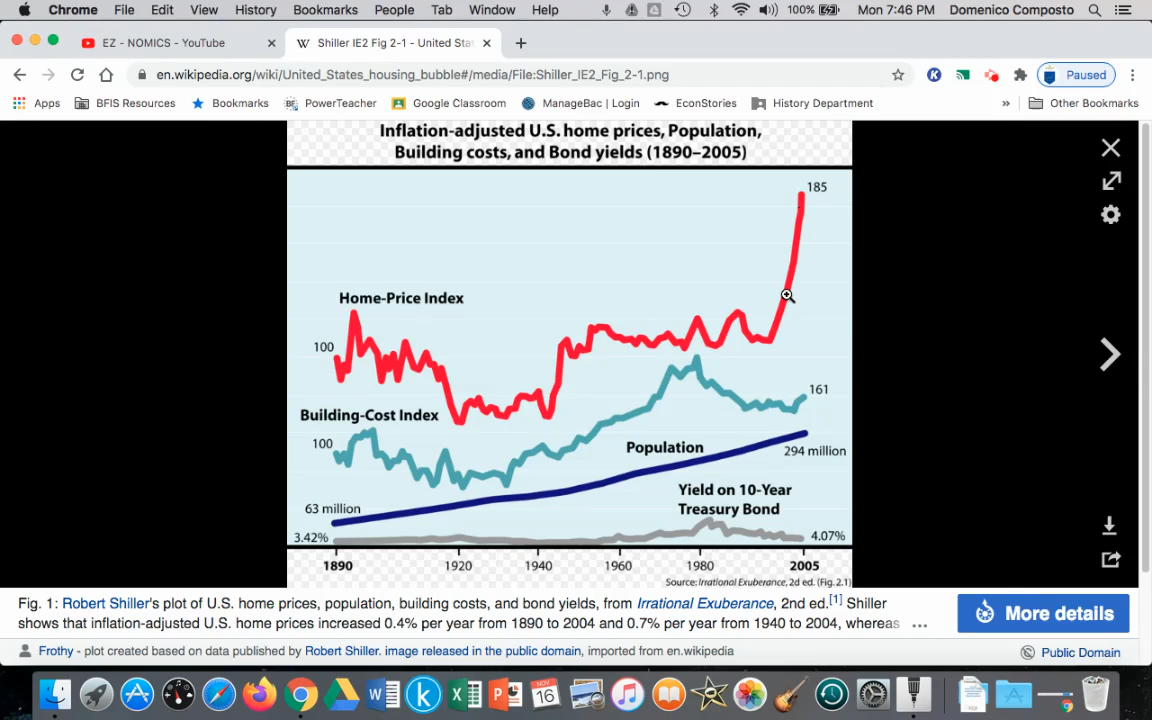 Chrome File Edit View History Bookmarks People Tab Window Help 100% Mon 7:46 PM Domenico Composto
EZ - NOMICS - YouTube Shiller IE2 Fig 2-1 - United Sta
en.wikipedia.org/wiki/United_States_housing_bubble#/media/File:Shiller_IE2_Fig_2-1.png Paused
Apps BFIS Resources Bookmarks PowerTeacher Google Classroom ManageBac | Login EconStories History Department » Other Bookmarks
Inflation-adjusted U.S. home prices, Population,
Building costs, and Bond yields (1890–2005)
185
Home-Price Index
100
161
Building-Cost Index
100
Population
294 million
Yield on 10-Year
Treasury Bond
63 million
3.42%
4.07%
1890 1920 1940 1960 1980 2005
Source: Irrational Exuberance, 2d ed. (Fig.2.1)
Fig. 1: Robert Shiller's plot of U.S. home prices, population, building costs, and bond yields, from Irrational Exuberance, 2nd ed.[1] Shiller
shows that inflation-adjusted U.S. home prices increased 0.4% per year from 1890 to 2004 and 0.7% per year from 1940 to 2004, whereas ...
More details
Frothy - plot created based on data published by Robert Shiller. image released in the public domain, imported from en.wikipedia
Public Domain
NOV
16